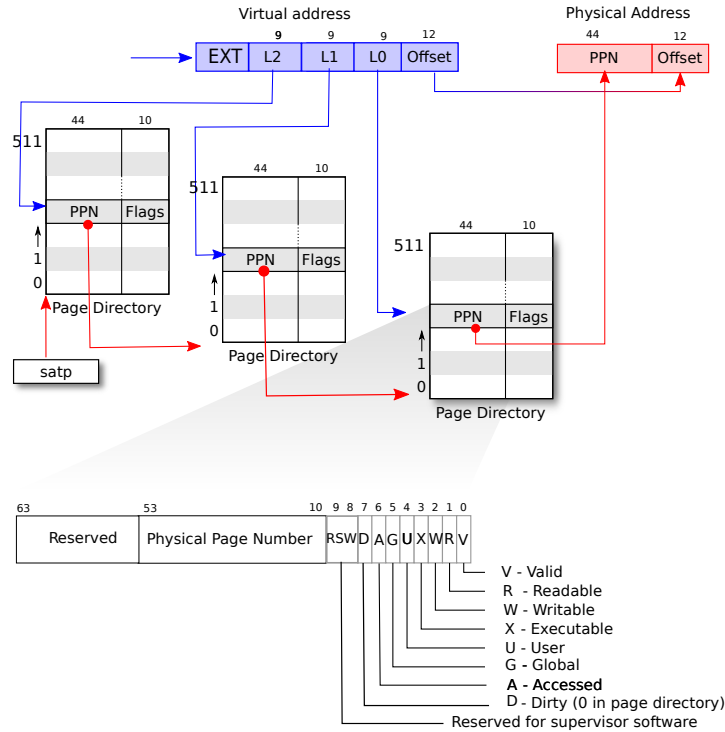 Virtual address
Physical Address
9 9 9 12
EXT L2 L1 L0 Offset
44 12
PPN Offset
44 10
511
PPN Flags
1
0
Page Directory
satp
44 10
511
PPN Flags
1
0
Page Directory
44 10
511
PPN Flags
1
0
Page Directory
63 53 10 9 8 7 6 5 4 3 2 1 0
Reserved Physical Page Number RSW D A G U X W R V
V - Valid
R - Readable
W - Writable
X - Executable
U - User
G - Global
A - Accessed
D - Dirty (0 in page directory)
Reserved for supervisor software